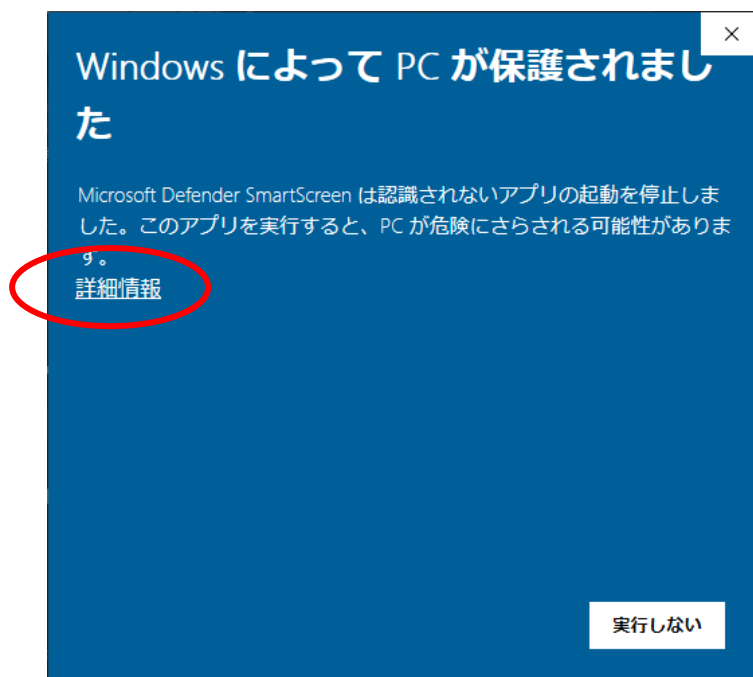 Windows によって PC が保護されまし
た
Microsoft Defender SmartScreen は認識されないアプリの起動を停止しま
した。このアプリを実行すると、PC が危険にさらされる可能性がありま
す。
詳細情報
実行しない